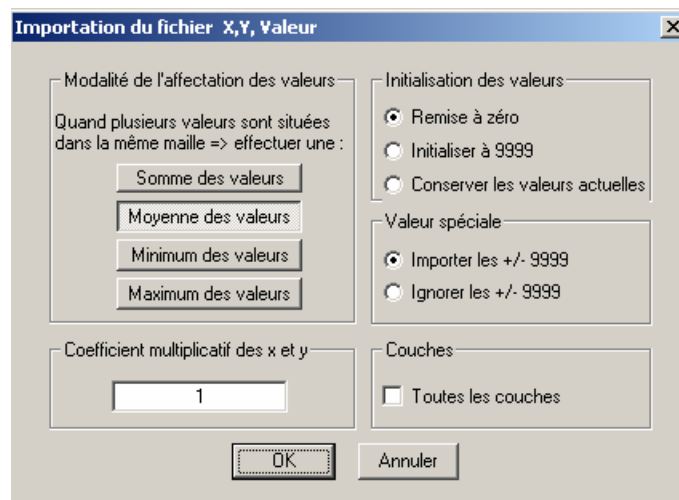 Importation du fichier X,Y, Valeur
Modalité de l'affectation des valeurs
Quand plusieurs valeurs sont situées
dans la même maille => effectuer une :
Somme des valeurs
Moyenne des valeurs
Minimum des valeurs
Maximum des valeurs
Initialisation des valeurs
Remise à zéro
Initialiser à 9999
Conserver les valeurs actuelles
Valeur spéciale
Importer les +/- 9999
Ignorer les +/- 9999
Coefficient multiplicatif des x et y
1
Couches
Toutes les couches
OK
Annuler